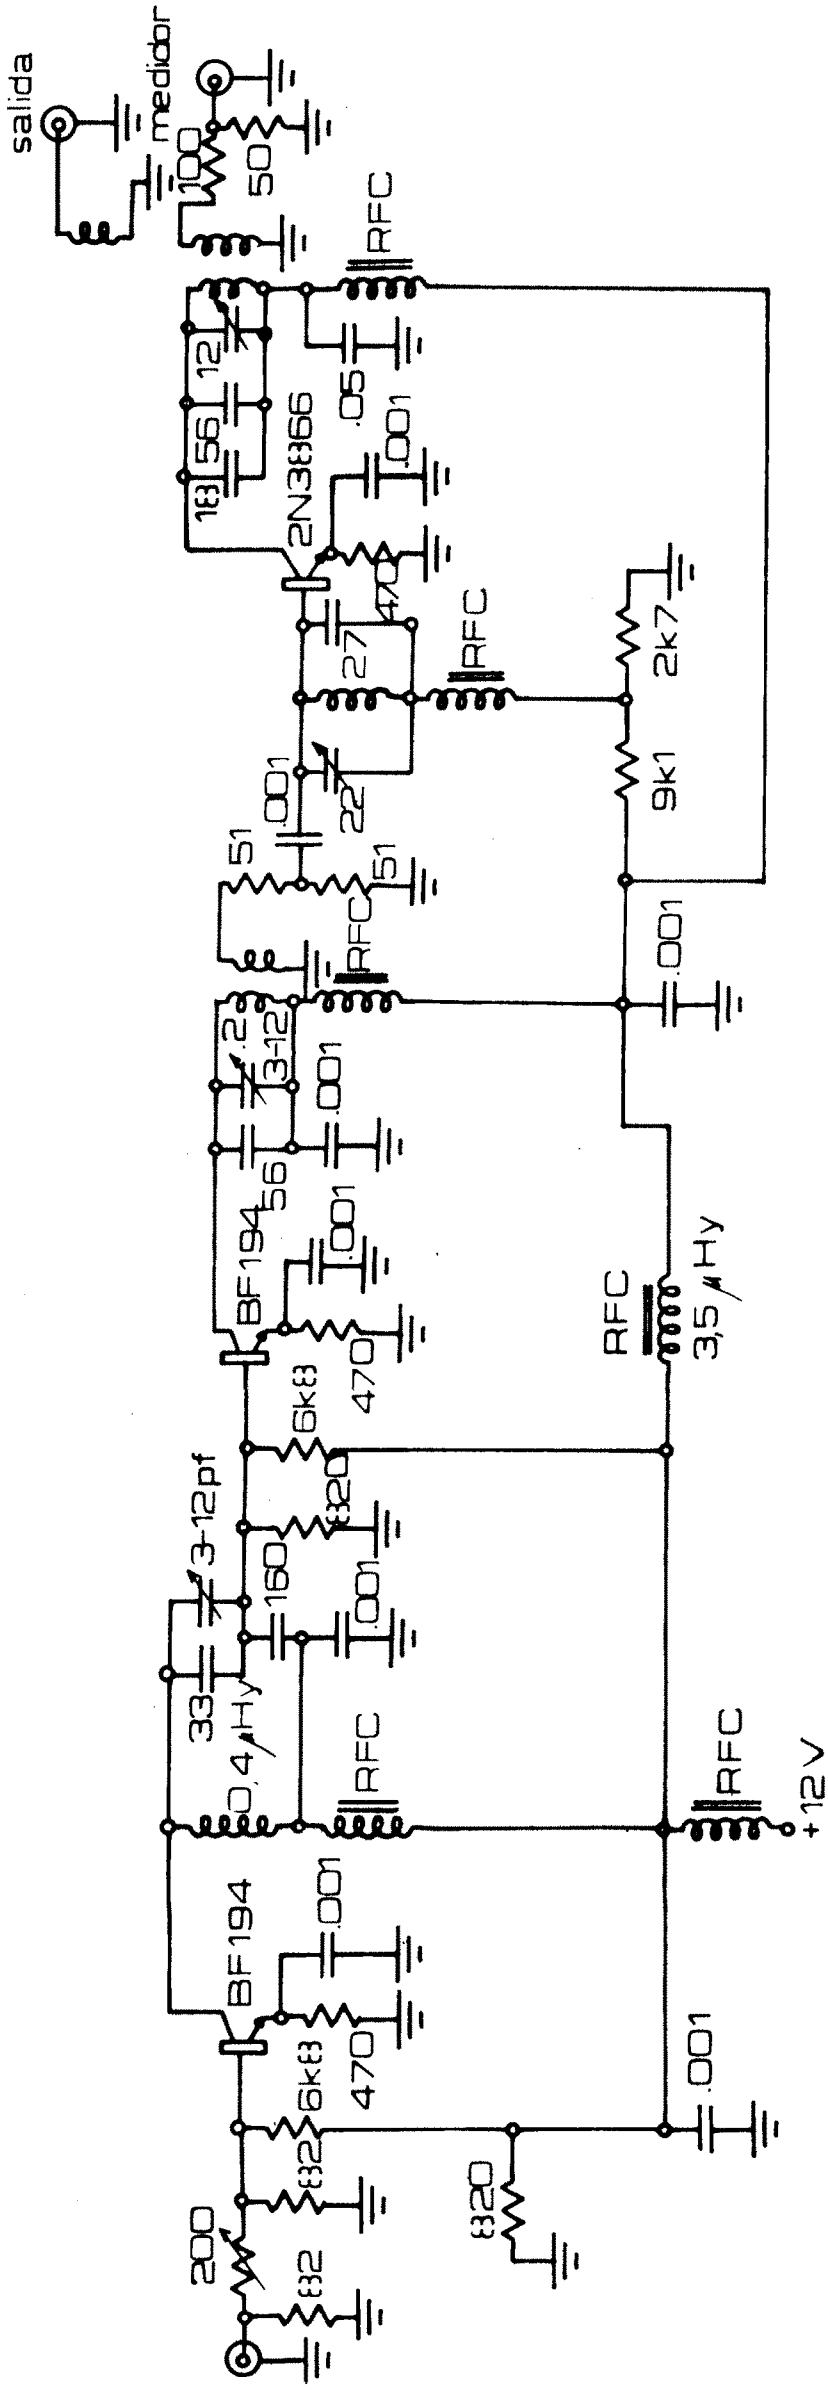 200
82
82
6k8
820
.001
BF194
470
.001
0,4 µHy
RFC
RFC
+12V
33
3-12pf
160
.001
820
6k8
BF194
470
.001
56
3-12
.2
.001
RFC
3,5 µHy
RFC
51
51
.001
22
27
RFC
.001
9k1
2k7
2N3866
470
.001
18
56
12
.05
RFC
100
50
medidor
salida